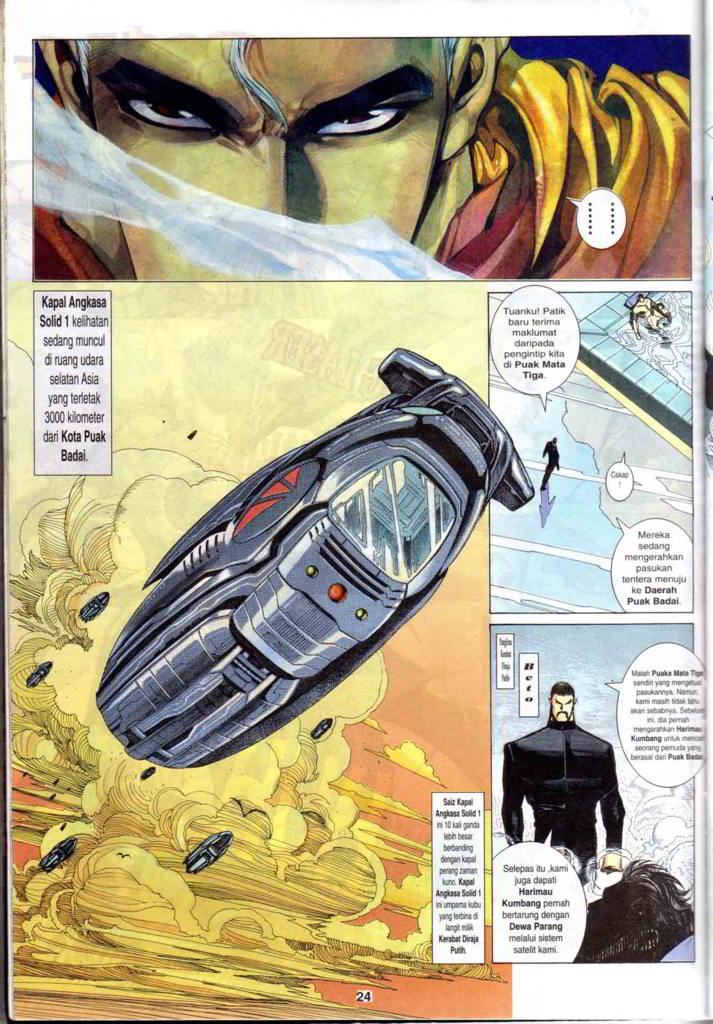 Kapal Angkasa
Solid 1 kelihatan
sedang muncul
di ruang udara
selatan Asia
yang terletak
3000 kilometer
dari Kota Puak
Badai.
Tuanku! Patik
baru terima
maklumat
daripada
pengintip kita
di Puak Mata
Tiga.
Cakap
!
Mereka
sedang
mengerahkan
pasukan
tentera menuju
ke Daerah
Puak Badai.
Panglima
Kerabat
Diraja
Putih-
Beto
Malah Puaka Mata Tiga
sendiri yang mengetuai
pasukannya. Namun,
kami masih tidak tahu
akan sebabnya. Sebelum
ini, dia pernah
mengarahkan Harimau
Kumbang untuk mencari
seorang pemuda yang
berasal dari Puak Badai
Saiz Kapal
Angkasa Solid 1
ini 10 kali ganda
lebih besar
berbanding
dengan kapal
perang zaman
kuno. Kapal
Angkasa Solid 1
ini umpama kubu
yang terbina di
langit milik
Kerabat Diraja
Putih.
Selepas itu ,kami
juga dapati
Harimau
Kumbang pernah
bertarung dengan
Dewa Parang
melalui sistem
satelit kami.
24